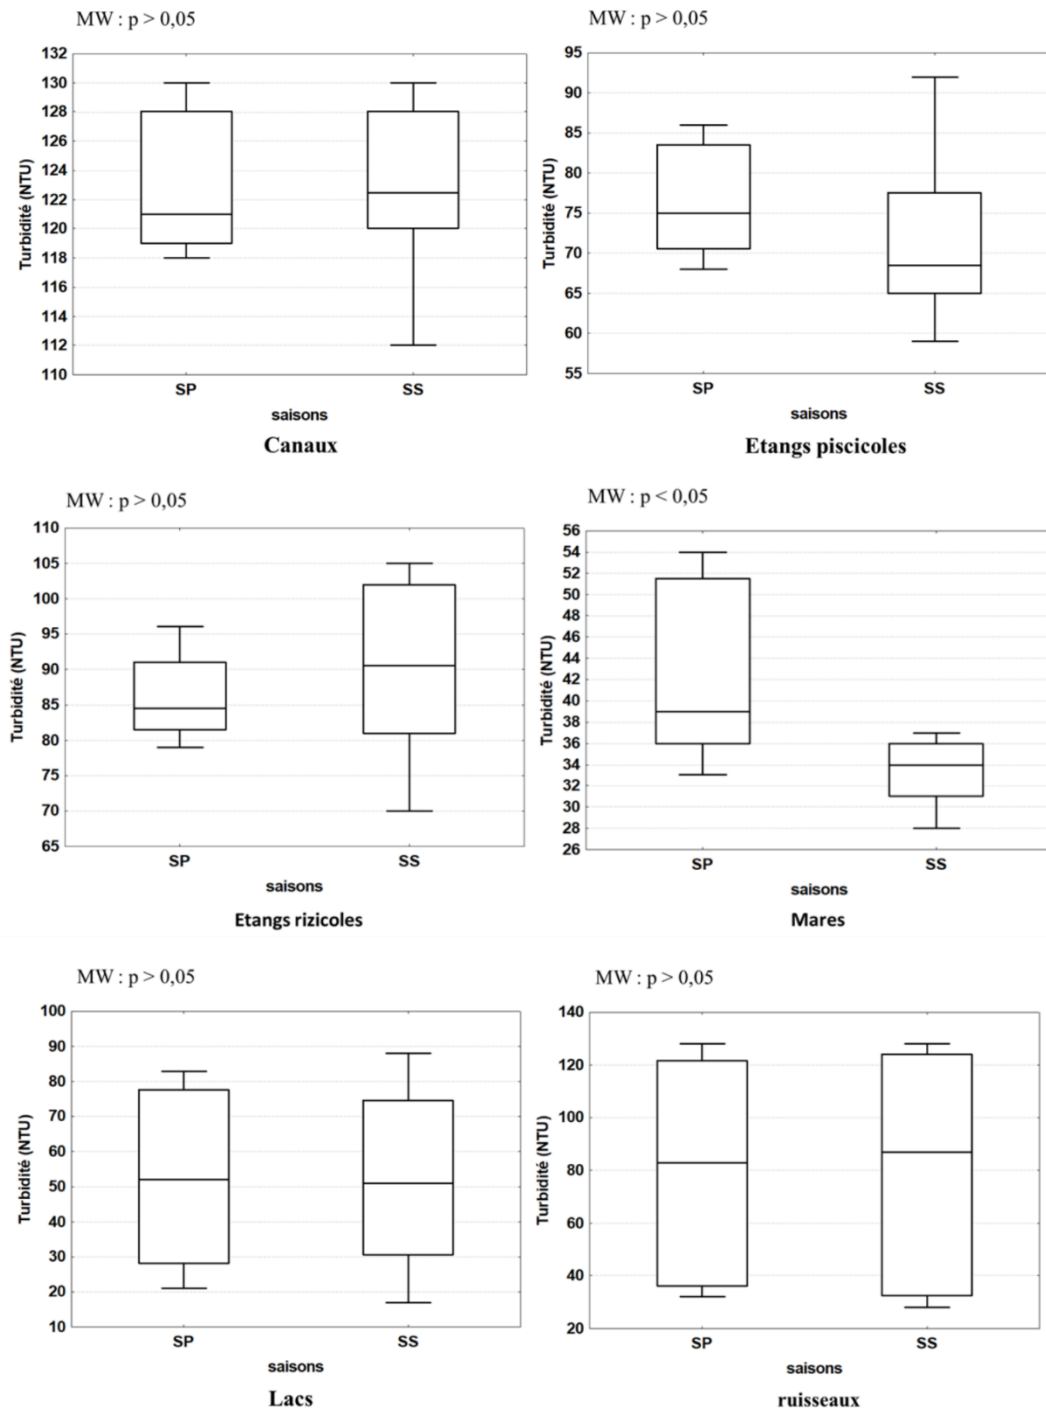 MW : p > 0,05
132
130
128
126
124
122
120
118
116
114
112
110
Turbidité (NTU)
SP
SS
saisons
Canaux
MW : p > 0,05
95
90
85
80
75
70
65
60
55
Turbidité (NTU)
SP
SS
saisons
Etangs piscicoles
MW : p > 0,05
110
105
100
95
90
85
80
75
70
65
Turbidité (NTU)
SP
SS
saisons
Etangs rizicoles
MW : p < 0,05
56
54
52
50
48
46
44
42
40
38
36
34
32
30
28
26
Turbidité (NTU)
SP
SS
saisons
Mares
MW : p > 0,05
100
90
80
70
60
50
40
30
20
10
Turbidité (NTU)
SP
SS
saisons
Lacs
MW : p > 0,05
140
120
100
80
60
40
20
Turbidité (NTU)
SP
SS
saisons
ruisseaux